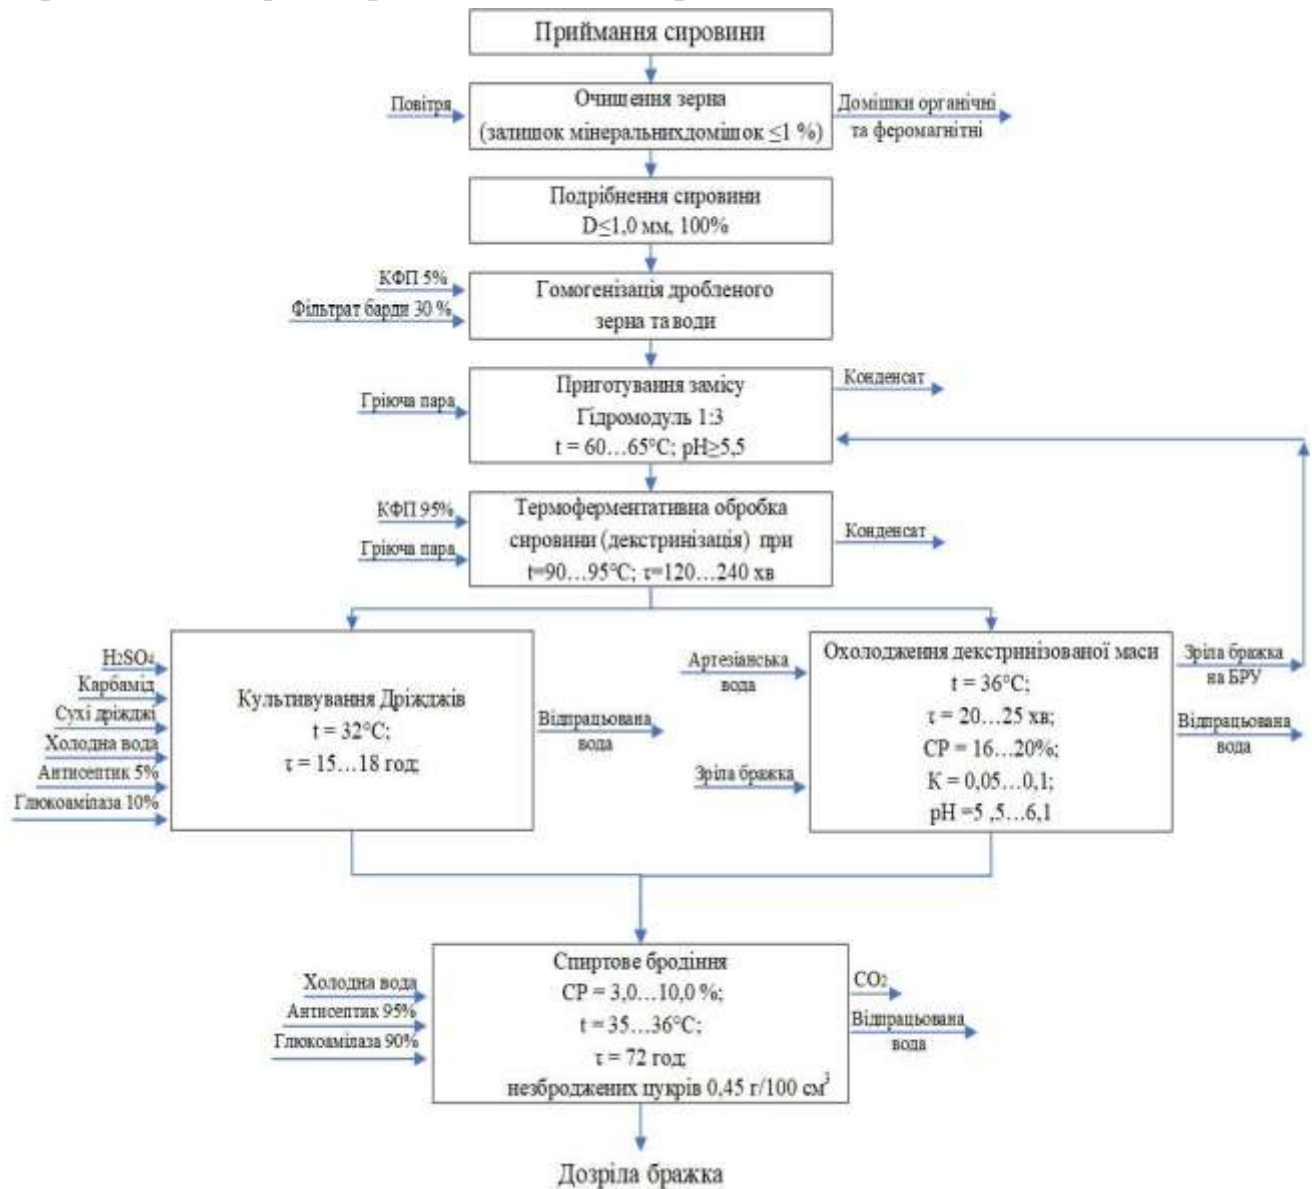 Приймання сировини
Повітря
Очищення зерна
(залишок мінеральнихдомішок ≤1 %)
Домішки органічні
та феромагнітні
Подрібнення сировини
D≤1,0 мм, 100%
КФП 5%
Фільтрат барди 30 %
Гомогенізація дробленого
зерна та води
Гріюча пара
Приготування замісу
Гідромодуль 1:3
t = 60…65°С; рН≥5,5
Конденсат
КФП 95%
Гріюча пара
Термоферментативна обробка
сировини (декстринізація) при
t=90…95°С; τ=120…240 хв
Конденсат
H2SO4
Карбамід
Сухі дріжджі
Холодна вода
Антисептик 5%
Глюкоамілаза 10%
Культивування Дріжджів
t = 32°С;
τ = 15…18 год;
Відпрацьована
вода
Артезіанська
вода
Зріла бражка
Охолодження декстринізованої маси
t = 36°С;
τ = 20…25 хв;
СР = 16…20%;
К = 0,05…0,1;
рН =5 ,5…6,1
Зріла бражка
на БРУ
Відпрацьована
вода
Холодна вода
Антисептик 95%
Глюкоамілаза 90%
Спиртове бродіння
СР = 3,0…10,0 %;
t = 35…36°С;
τ = 72 год;
незброджених цукрів 0,45 г/100 см³
CO2
Відпрацьована
вода
Дозріла бражка